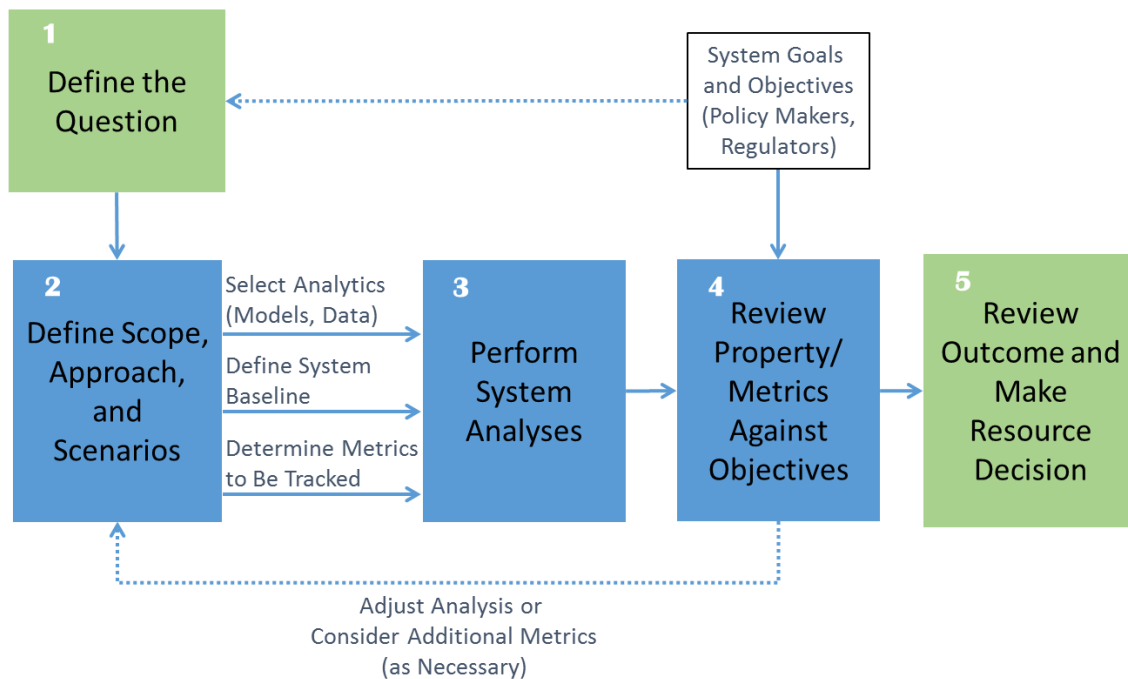 1
Define the
Question
System Goals
and Objectives
(Policy Makers,
Regulators)
2
Define Scope,
Approach,
and
Scenarios
Select Analytics
(Models, Data)
Define System
Baseline
Determine Metrics
to Be Tracked
3
Perform
System
Analyses
4
Review
Property/
Metrics
Against
Objectives
5
Review
Outcome and
Make
Resource
Decision
Adjust Analysis or
Consider Additional Metrics
(as Necessary)